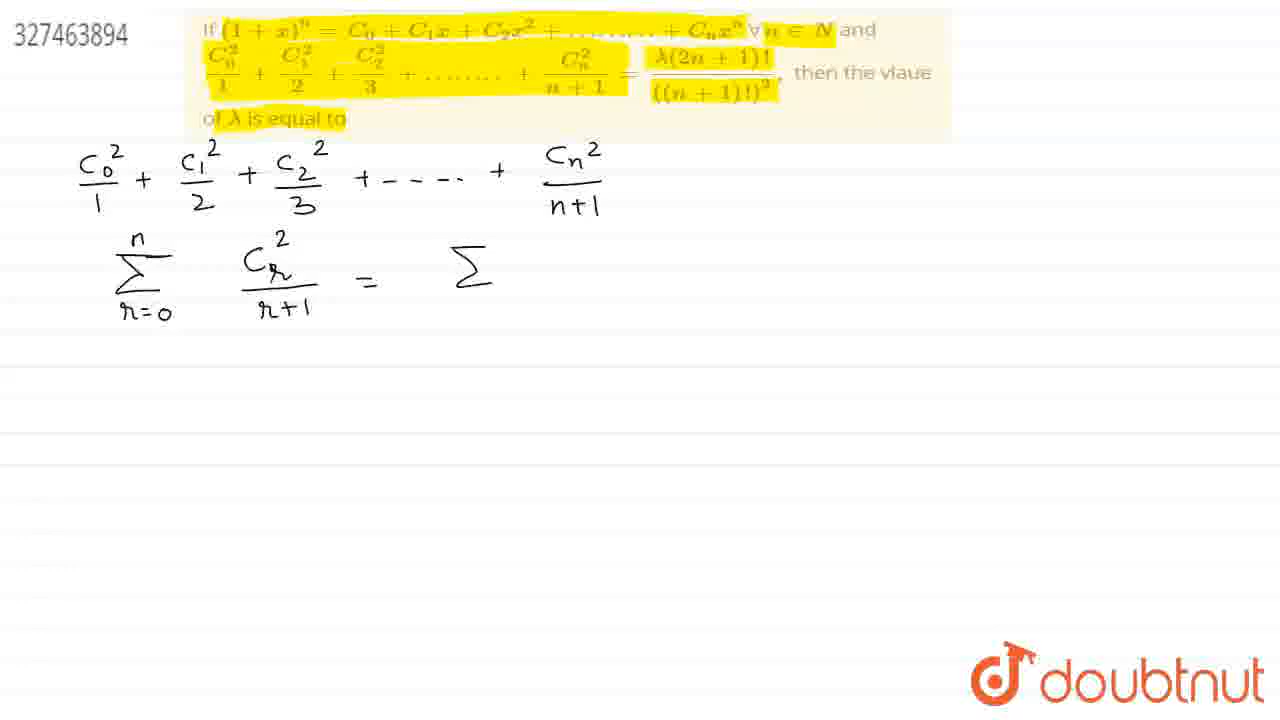 327463894
If (1 + x)^n = C_0 + C_1x + C_2x^2 + ......... + C_nx^n ∀ n ∈ N and
C_0^2/1 + C_1^2/2 + C_2^2/3 + ........ + C_n^2/(n + 1) = λ(2n + 1)!/((n + 1)!)^2, then the vlaue
of λ is equal to
C_0^2/1 + C_1^2/2 + C_2^2/3 + ----- + C_n^2/(n+1)
∑_{r=0}^{n} C_r^2/(r+1) = ∑
doubtnut